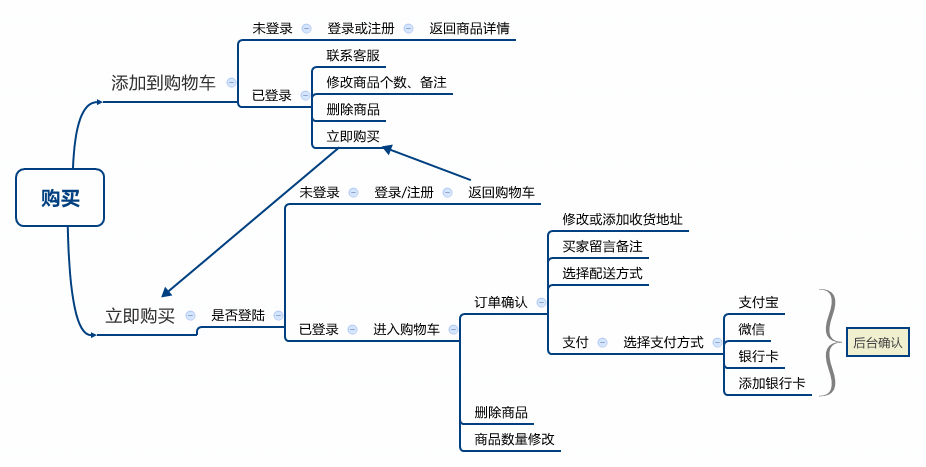 购买
添加到购物车
未登录
登录或注册
返回商品详情
已登录
联系客服
修改商品个数、备注
删除商品
立即购买
立即购买
是否登陆
未登录
登录/注册
返回购物车
已登录
进入购物车
订单确认
修改或添加收货地址
买家留言备注
选择配送方式
支付
选择支付方式
支付宝
微信
银行卡
添加银行卡
后台确认
删除商品
商品数量修改